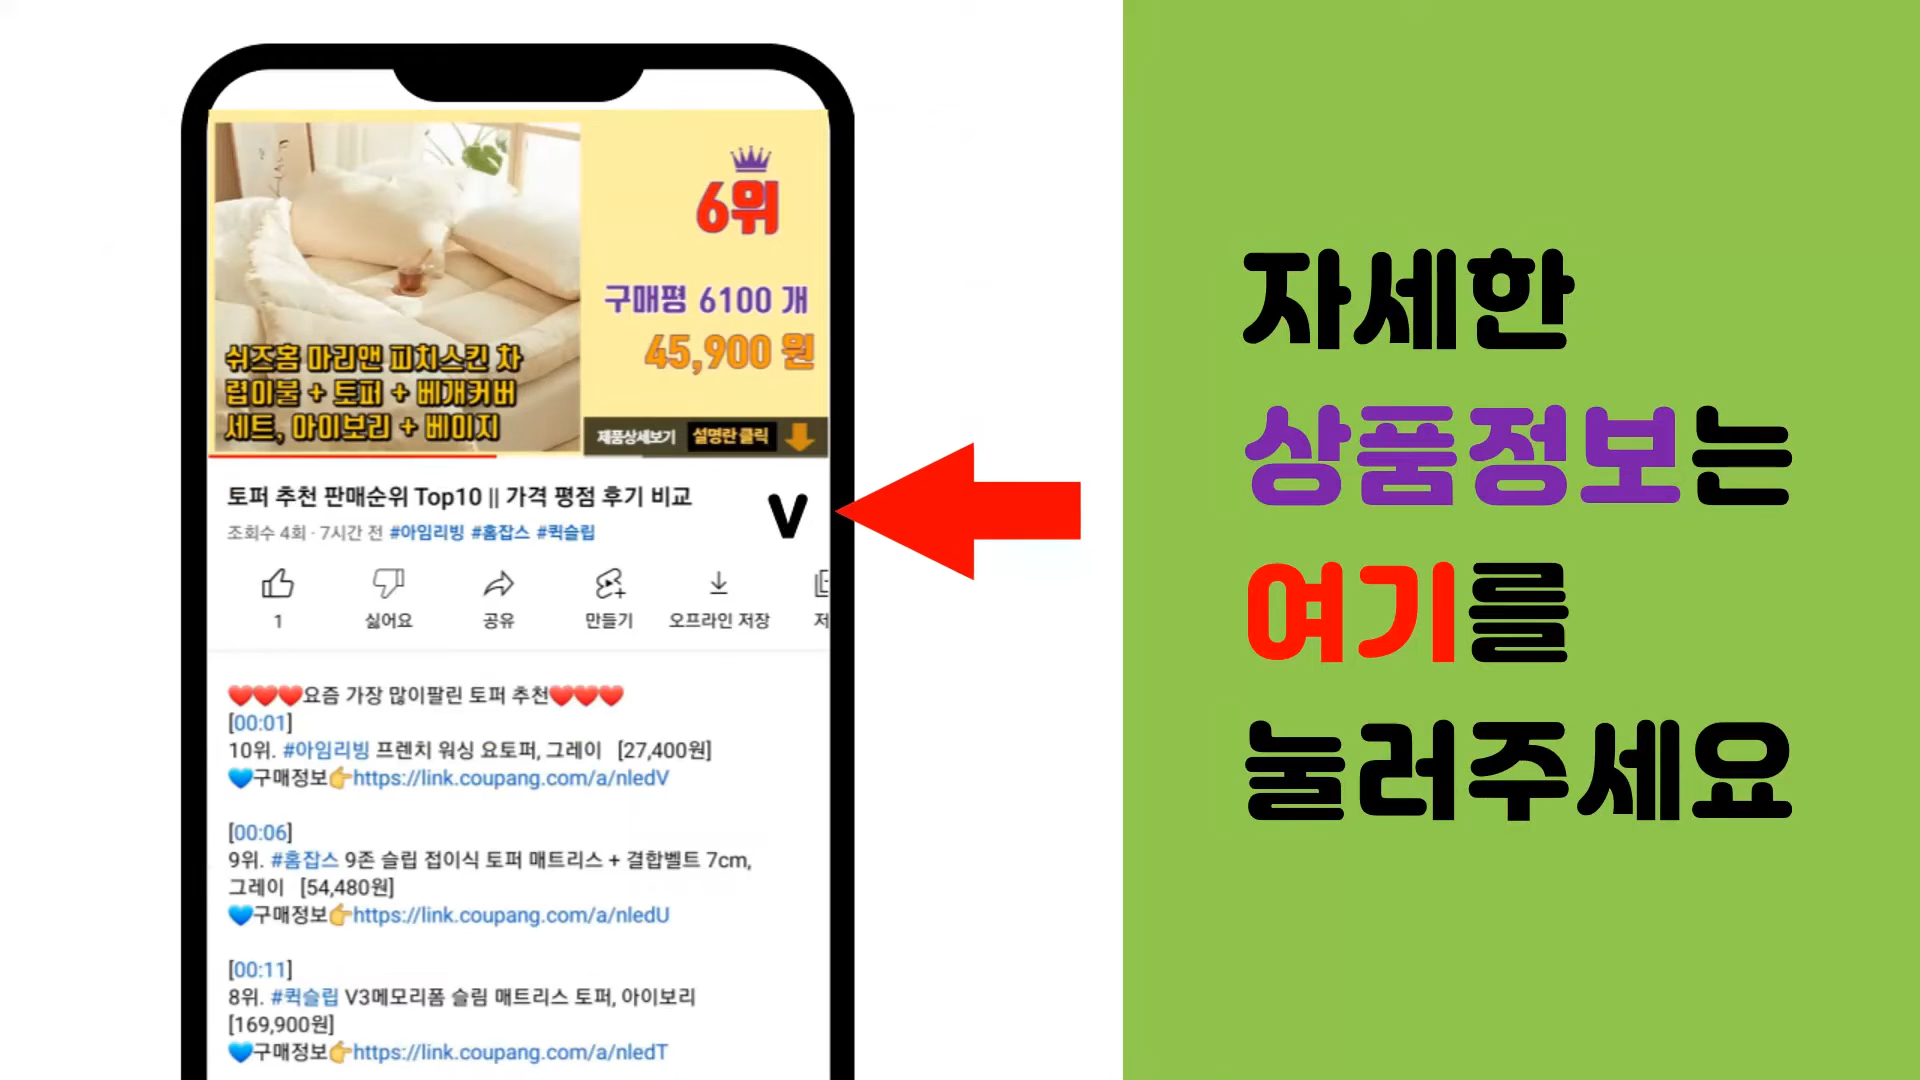 6위
구매평 6100 개
45,900 원
쉬즈홈 마리앤 피치스킨 차
렵이불 + 토퍼 + 베개커버
세트, 아이보리 + 베이지
제품상세보기 설명란 클릭
토퍼 추천 판매순위 Top10 || 가격 평점 후기 비교
V
조회수 4회 · 7시간 전 #아임리빙 #홈잡스 #퀵슬립
1 싫어요 공유 만들기 오프라인 저장 저
❤️❤️❤️요즘 가장 많이팔린 토퍼 추천❤️❤️❤️
[00:01]
10위. #아임리빙 프렌치 워싱 요토퍼, 그레이 [27,400원]
💙구매정보👉https://link.coupang.com/a/nledV
[00:06]
9위. #홈잡스 9존 슬립 접이식 토퍼 매트리스 + 결합벨트 7cm,
그레이 [54,480원]
💙구매정보👉https://link.coupang.com/a/nledU
[00:11]
8위. #퀵슬립 V3메모리폼 슬림 매트리스 토퍼, 아이보리
[169,900원]
💙구매정보👉https://link.coupang.com/a/nledT
자세한
상품정보는
여기를
눌러주세요